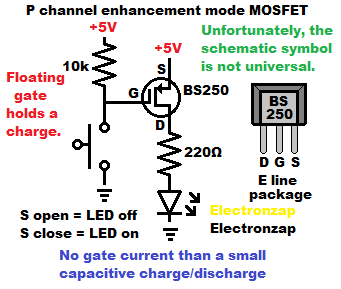 P channel enhancement mode MOSFET
+5V
Unfortunately, the
schematic symbol
is not universal.
+5V
10k
S
Floating
gate
holds a
charge.
G
BS250
BS
250
D
220Ω
D G S
E line
package
S open = LED off
S close = LED on
Electronzap
Electronzap
No gate current than a small
capacitive charge/discharge